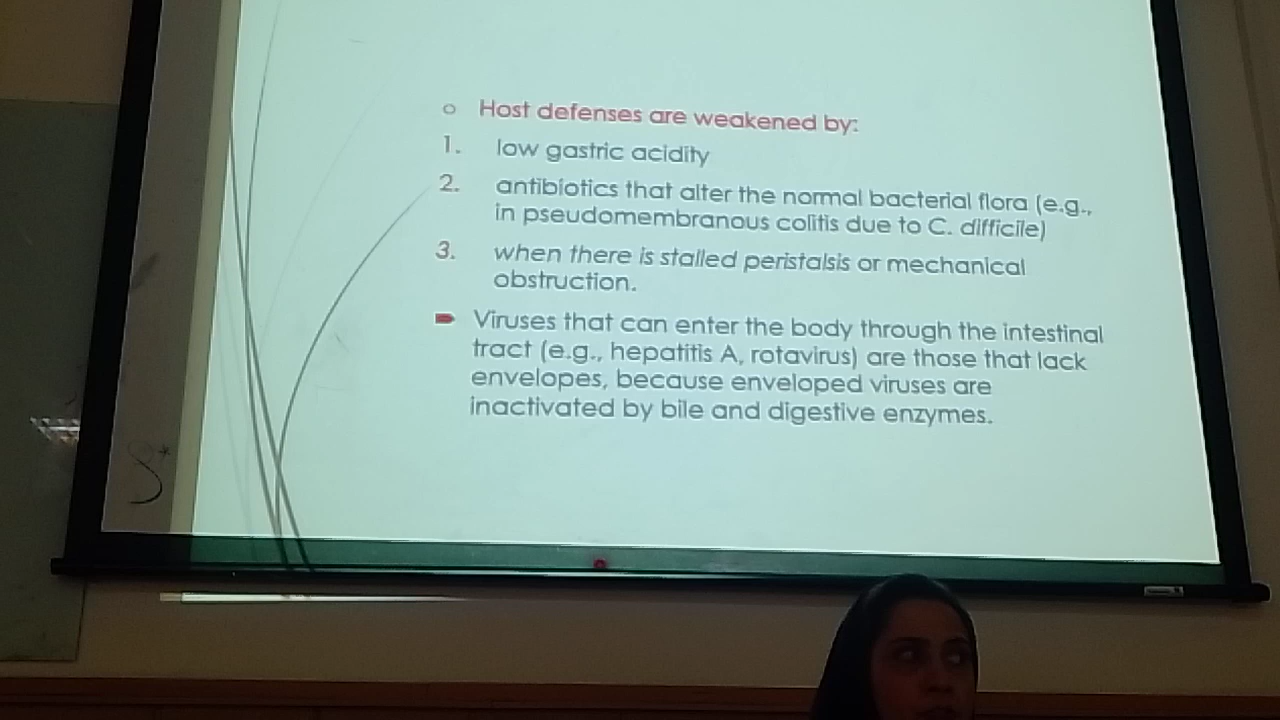 o Host defenses are weakened by:
1. low gastric acidity
2. antibiotics that alter the normal bacterial flora (e.g.,
in pseudomembranous colitis due to C. difficile)
3. when there is stalled peristalsis or mechanical
obstruction.
Viruses that can enter the body through the intestinal
tract (e.g., hepatitis A, rotavirus) are those that lack
envelopes, because enveloped viruses are
inactivated by bile and digestive enzymes.